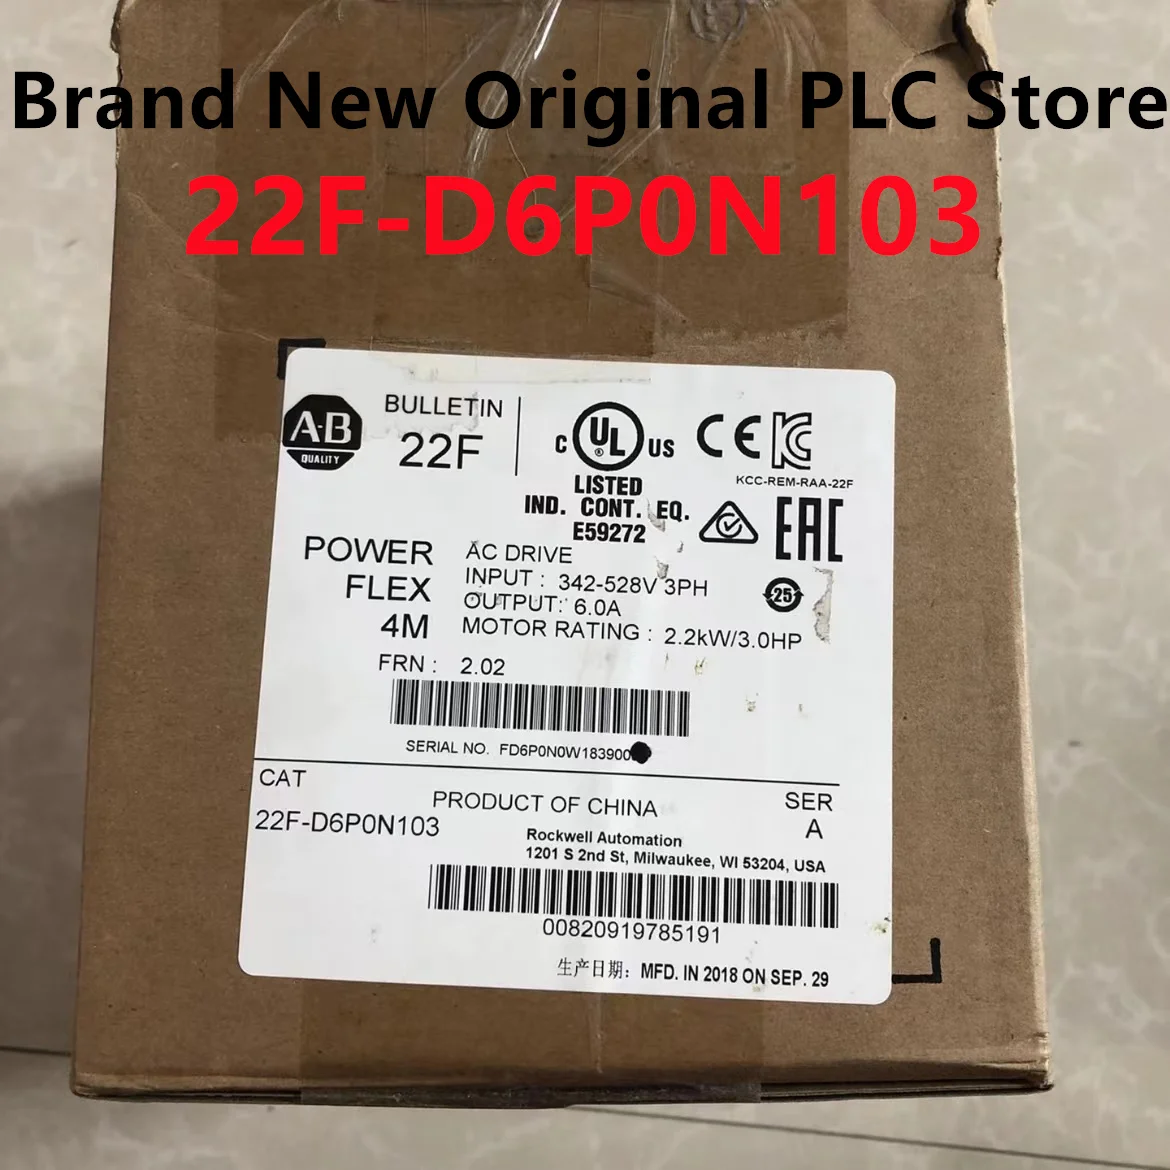 Brand New Original PLC Store
22F-D6P0N103
A-B
QUALITY
BULLETIN
22F
C UL US
®
LISTED
IND. CONT. EQ.
E59272
CE
KC
KCC-REM-RAA-22F
EAC
25
POWER
FLEX
4M
AC DRIVE
INPUT : 342-528V 3PH
OUTPUT: 6.0A
MOTOR RATING : 2.2kW/3.0HP
FRN : 2.02
SERIAL NO. FD6P0N0W183900
CAT
22F-D6P0N103
PRODUCT OF CHINA
Rockwell Automation
1201 S 2nd St, Milwaukee, WI 53204, USA
SER
A
00820919785191
生产日期: MFD. IN 2018 ON SEP. 29